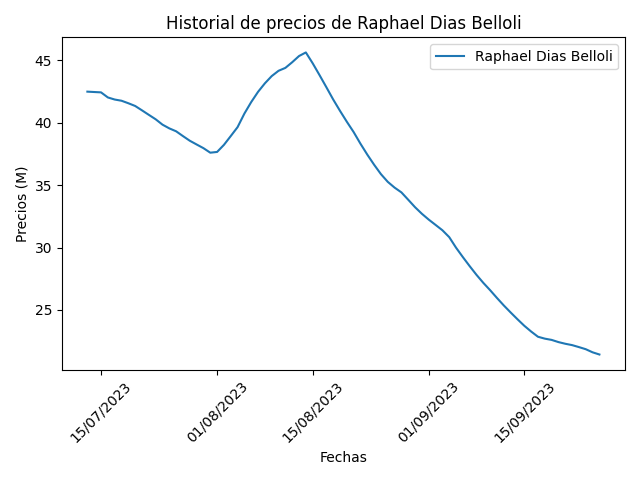 Historial de precios de Raphael Dias Belloli
Raphael Dias Belloli
Precios (M)
45
40
35
30
25
15/07/2023
01/08/2023
15/08/2023
01/09/2023
15/09/2023
Fechas